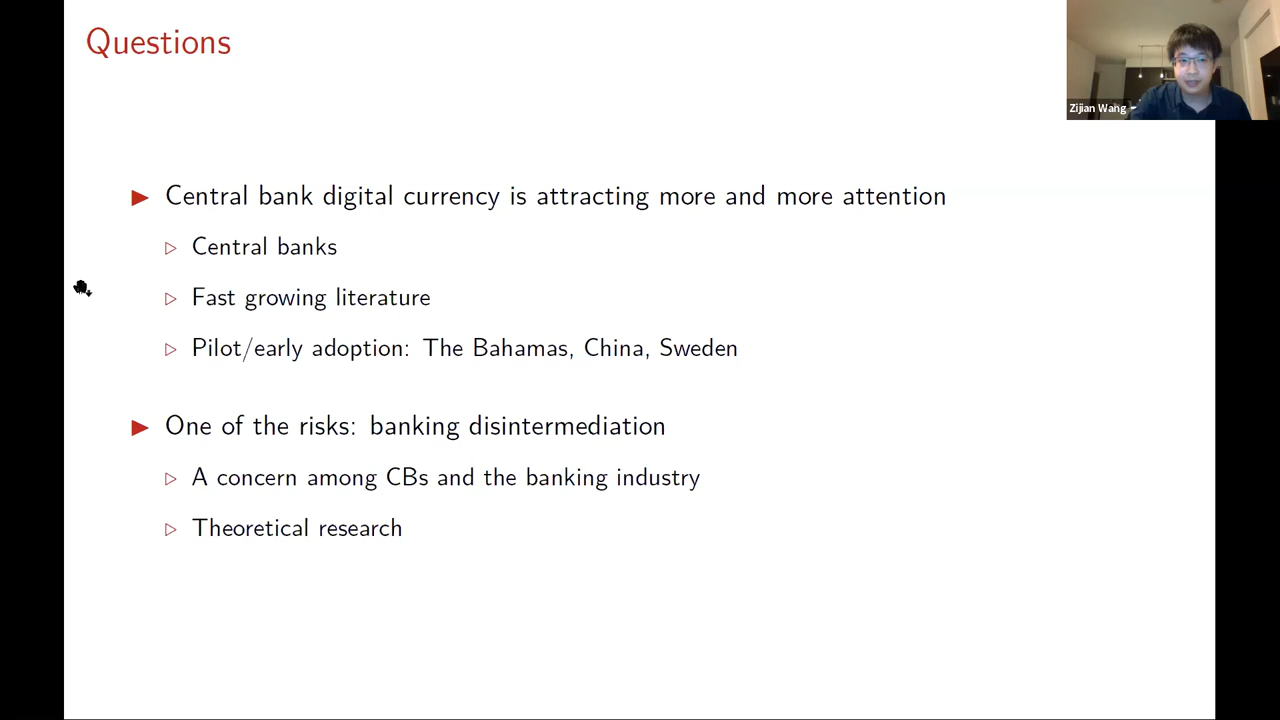 Questions
Zijian Wang
Central bank digital currency is attracting more and more attention
Central banks
Fast growing literature
Pilot/early adoption: The Bahamas, China, Sweden
One of the risks: banking disintermediation
A concern among CBs and the banking industry
Theoretical research